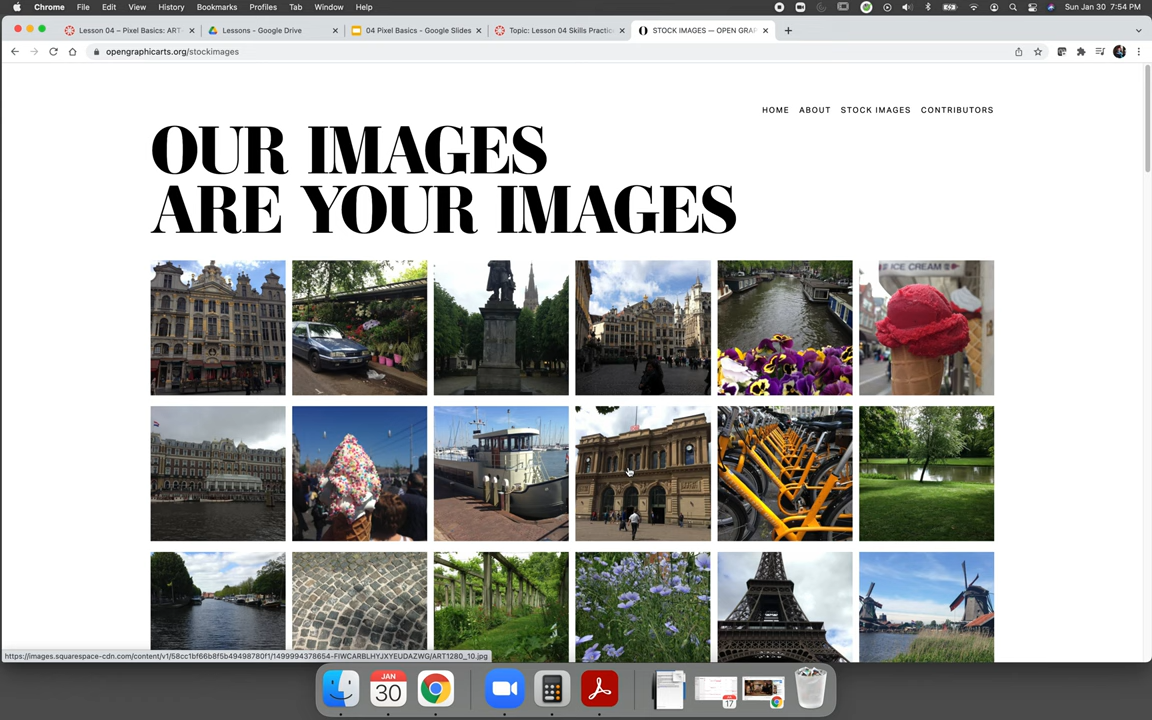 Chrome File Edit View History Bookmarks Profiles Tab Window Help Sun Jan 30 7:54 PM
Lesson 04 – Pixel Basics: ART- Lessons - Google Drive 04 Pixel Basics - Google Slides Topic: Lesson 04 Skills Practic STOCK IMAGES — OPEN GRA
opengraphicarts.org/stockimages
HOME ABOUT STOCK IMAGES CONTRIBUTORS
OUR IMAGES
ARE YOUR IMAGES
ICE CREAM
https://images.squarespace-cdn.com/content/v1/58cc1bf66b8f5b49498780f1/1499994378654-FIWCARBLHYJXYEUDAZWG/ART1280_10.jpg
JAN
30
17